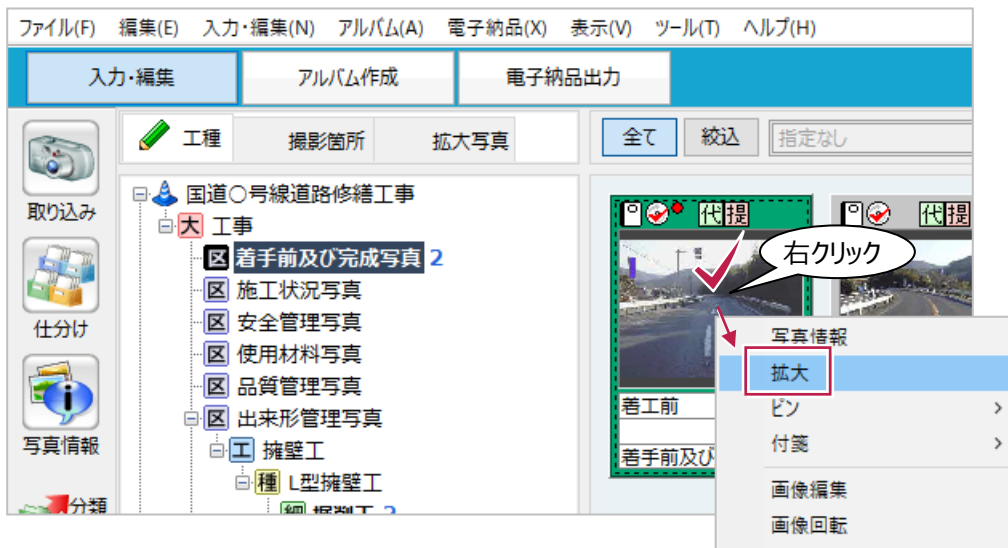 ファイル(F) 編集(E) 入力・編集(N) アルバム(A) 電子納品(X) 表示(V) ツール(T) ヘルプ(H)
入力・編集 アルバム作成 電子納品出力
工種 撮影箇所 拡大写真 全て 絞込 指定なし
取り込み
仕分け
写真情報
分類
国道○号線道路修繕工事
大 工事
区 着手前及び完成写真 2
区 施工状況写真
区 安全管理写真
区 使用材料写真
区 品質管理写真
区 出来形管理写真
工 擁壁工
種 L型擁壁工
細 掘削工 2
代 提
代 提
右クリック
着工前
着手前及び
写真情報
拡大
ピン
付箋
画像編集
画像回転